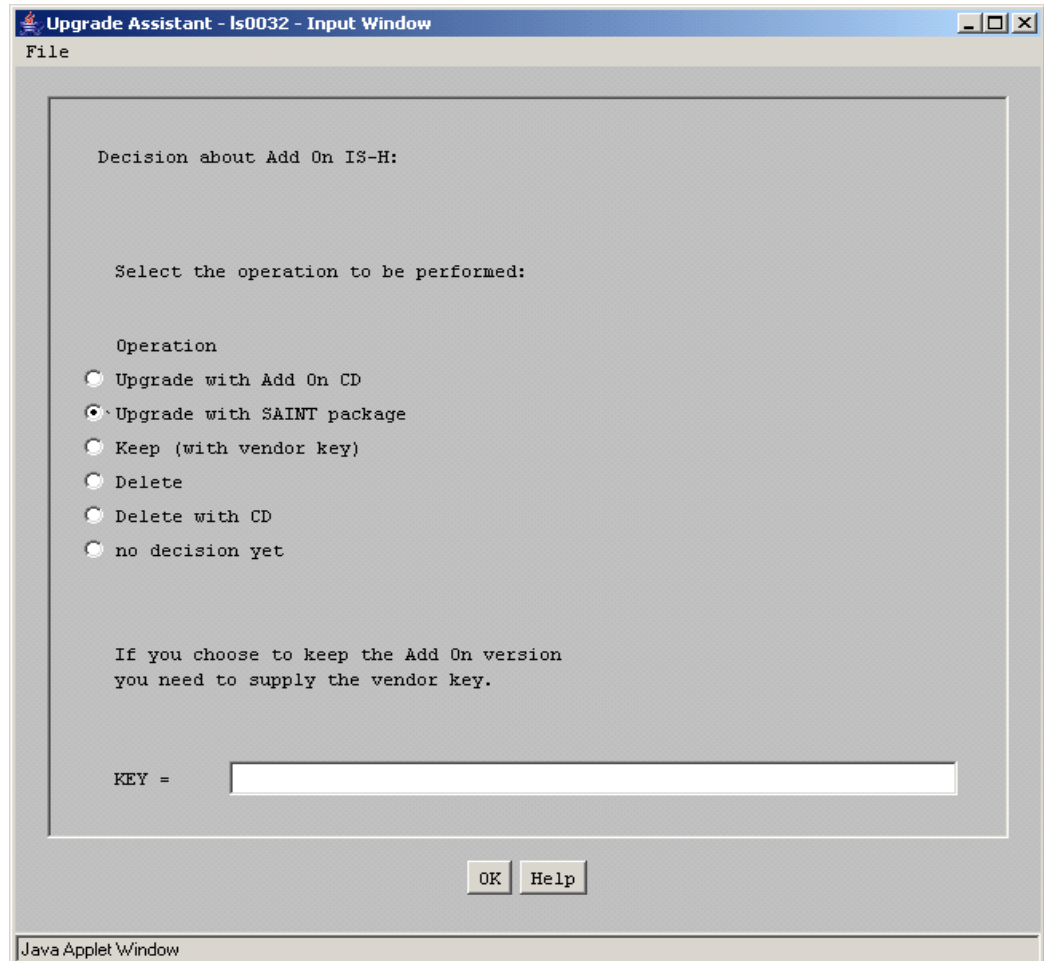 Upgrade Assistant - ls0032 - Input Window
File
Decision about Add On IS-H:
Select the operation to be performed:
Operation
Upgrade with Add On CD
Upgrade with SAINT package
Keep (with vendor key)
Delete
Delete with CD
no decision yet
If you choose to keep the Add On version
you need to supply the vendor key.
KEY =
OK Help
Java Applet Window